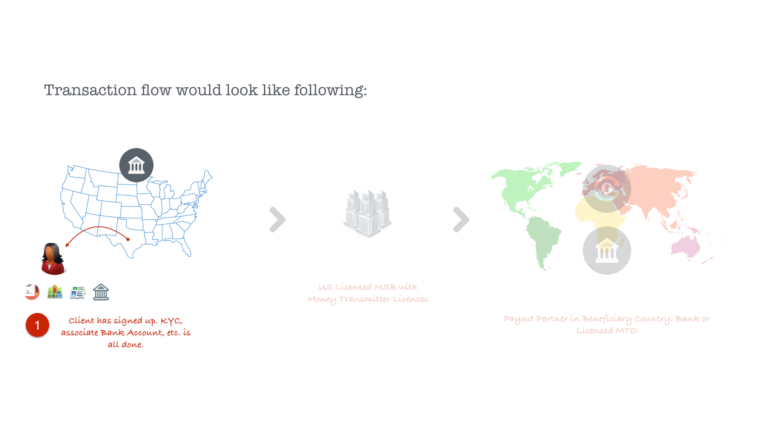 Transaction flow would look like following:
US Licensed MSB with
Money Transmitter Licenses
1
Client has signed up. KYC,
associate Bank Account, etc. is
all done.
Payout Partner in Beneficiary Country: Bank or
Licensed MTO